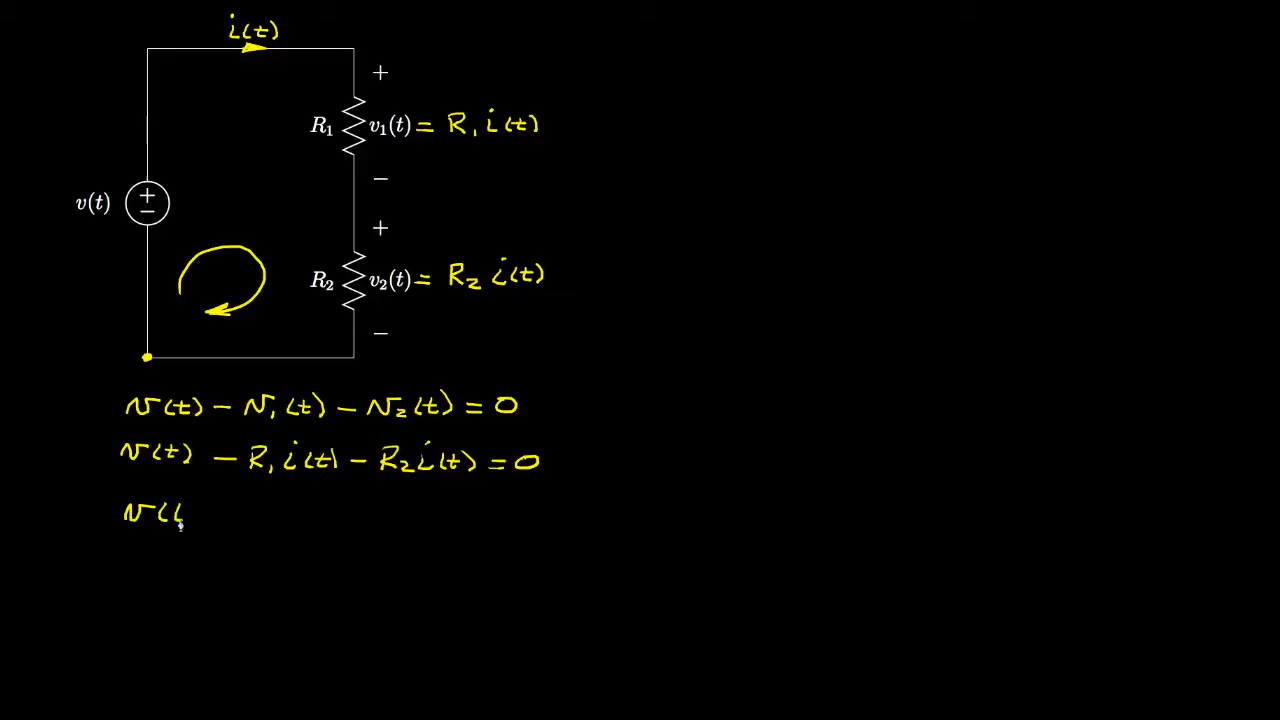 i(t)
+
R₁ v₁(t) = R₁ i(t)
−
v(t) + −
+
R₂ v₂(t) = R₂ i(t)
−
v(t) − v₁(t) − v₂(t) = 0
v(t) − R₁ i(t) − R₂ i(t) = 0
v((